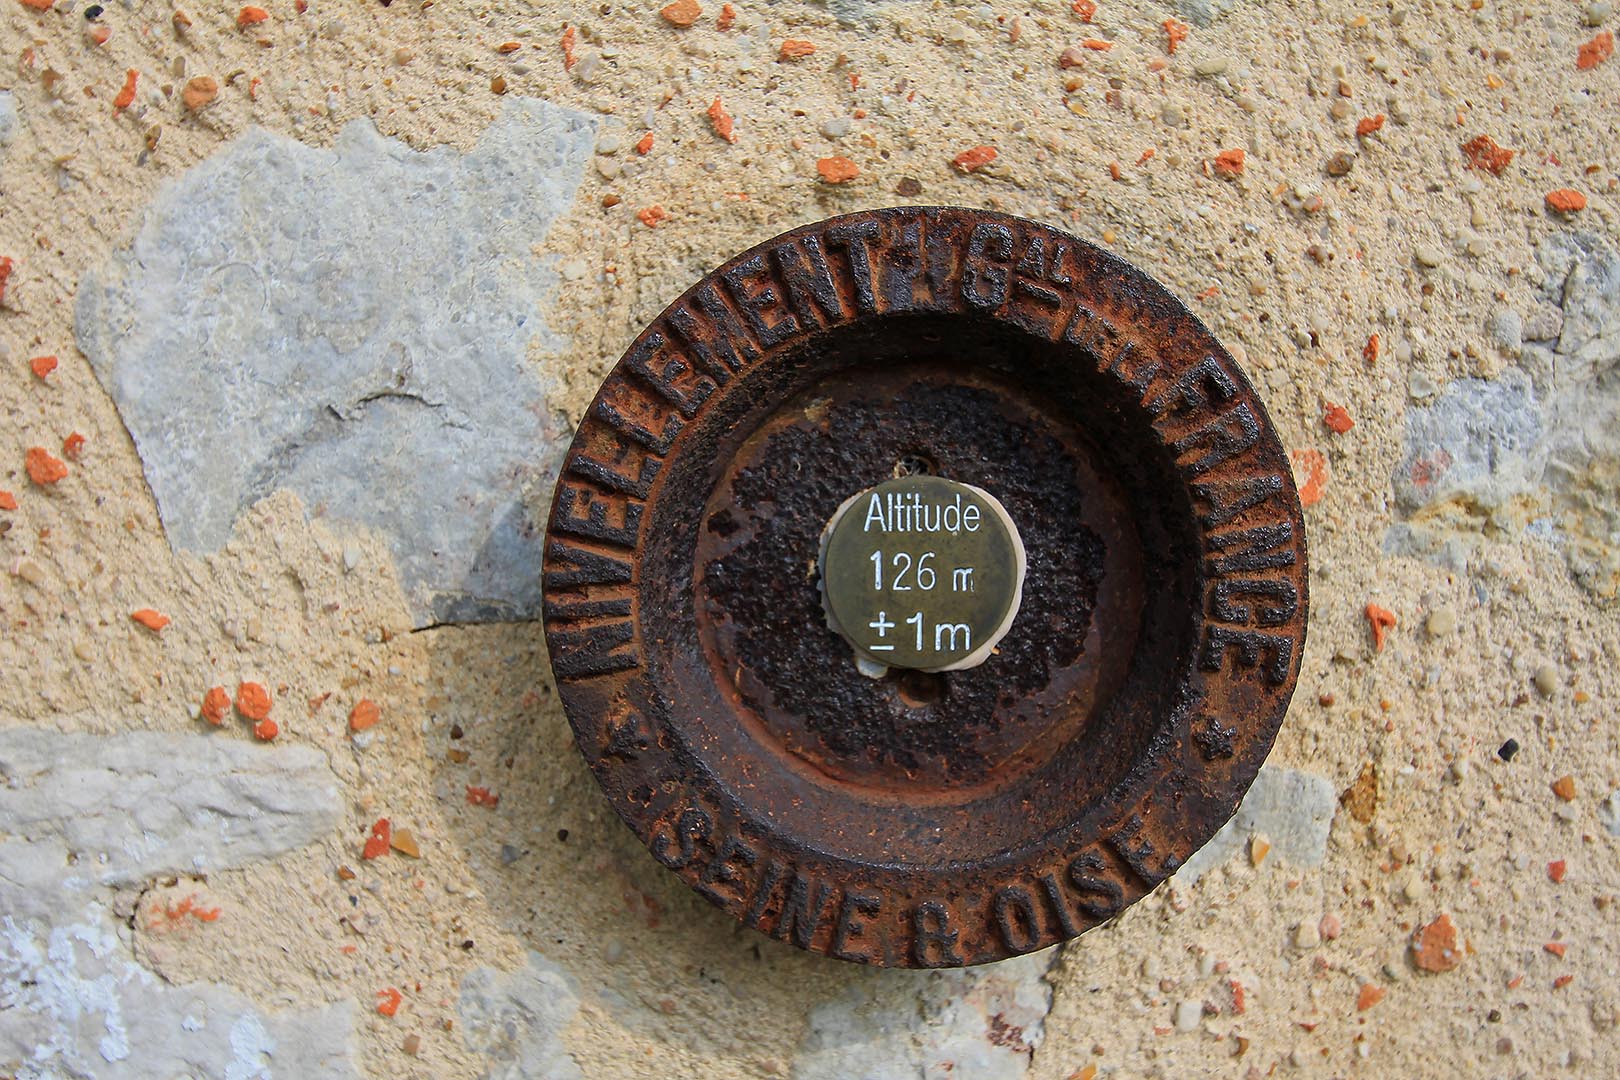 NIVELLEMENT GAL DE LA FRANCE
Altitude
126 m
± 1m
SEINE & OISE.